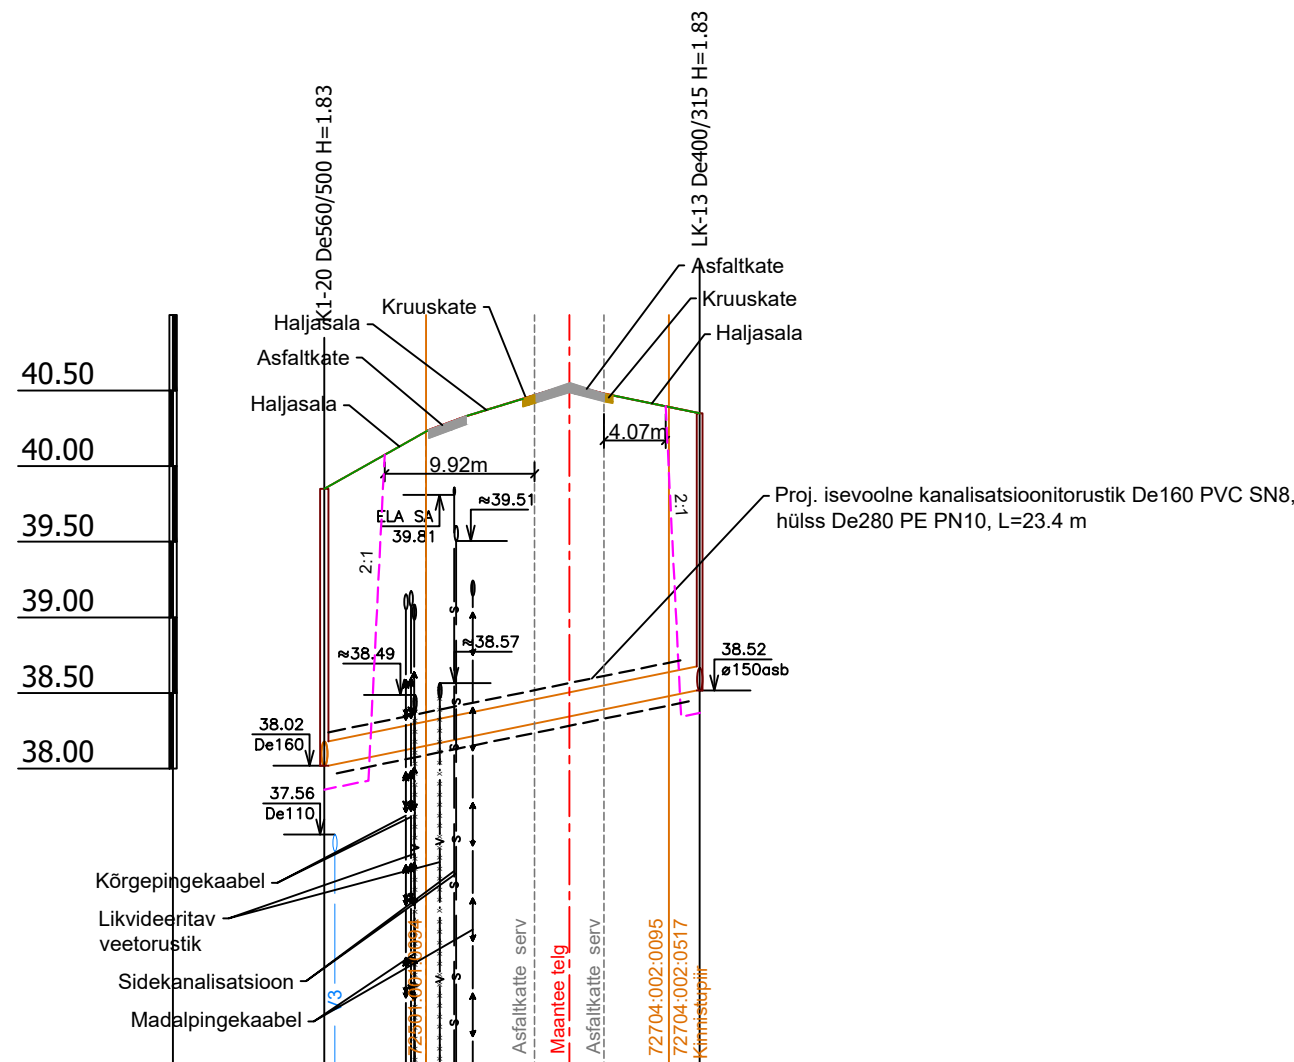 K1-20 De560/500 H=1.83
LK-13 De400/315 H=1.83
Asfaltkate
Kruuskate
Haljasala
Kruuskate
Haljasala
Asfaltkate
Haljasala
40.50
40.00
39.50
39.00
38.50
38.00
4.07m
9.92m
≈39.51
ELA SA
39.81
2:1
2:1
Proj. isevoolne kanalisatsioonitorustik De160 PVC SN8,
hülss De280 PE PN10, L=23.4 m
≈38.49
≈38.57
38.52
ø150asb
38.02
De160
37.56
De110
S
S
S
S
S
S
S
V
V
V
Kõrgepingekaabel
Likvideeritav
veetorustik
Sidekanalisatsioon
Madalpingekaabel
V3
Asfaltkatte serv
Maantee telg
Asfaltkatte serv
72704:002:0095
72704:002:0517
Kinnistupiir